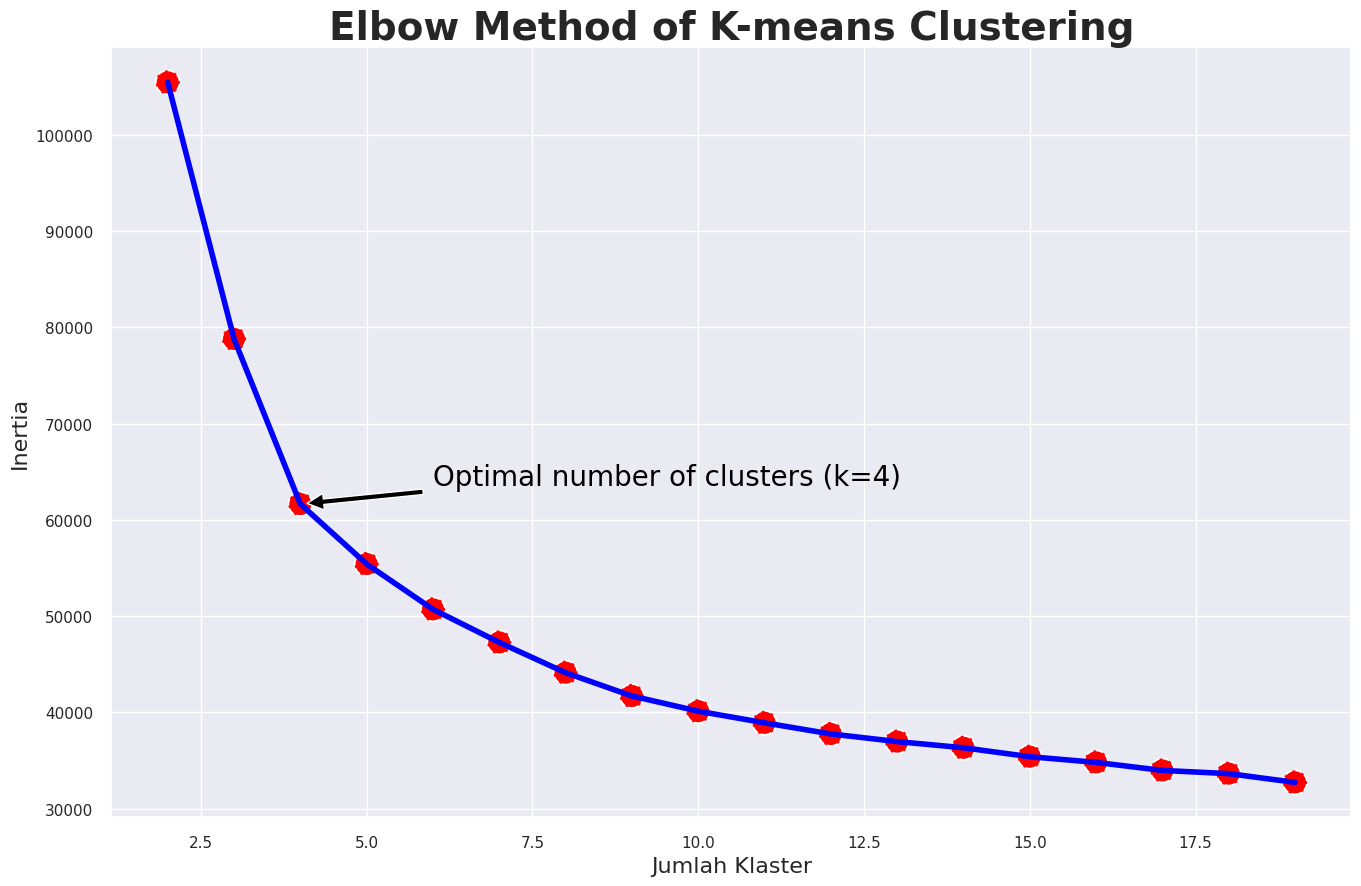 Elbow Method of K-means Clustering
Inertia
100000
90000
80000
70000
60000
50000
40000
30000
Optimal number of clusters (k=4)
2.5 5.0 7.5 10.0 12.5 15.0 17.5
Jumlah Klaster